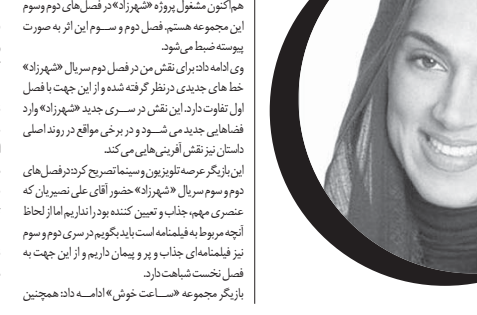 هم‌اکنون مشغول پروژه «شهرزاد» در فصل‌های دوم وسوم
این مجموعه هستم. فصل دوم و سـوم این اثر به صورت
پیوسته ضبط می‌شود.
وی ادامه داد: برای نقش من در فصل دوم سریال «شهرزاد»
خط های جدیدی در نظر گرفته شده و از این جهت با فصل
اول تفاوت دارد. این نقش در ســری جدید «شهرزاد» وارد
فضاهایی جدید می شــود و در برخی مواقع در روند اصلی
داستان نیز نقش آفرینی‌هایی می کند.
این بازیگر عرصه تلویزیون و سینما تصریح کرد: در فصل‌های
دوم و سوم سریال «شهرزاد» حضور آقای علی نصیریان که
عنصری مهم، جذاب و تعیین کننده بود را نداریم اما از لحاظ
آنچه مربوط به فیلمنامه است باید بگویم در سری دوم و سوم
نیز فیلمنامه‌ای جذاب و پر و پیمان داریم و از این جهت به
فصل نخست شباهت دارد.
بازیگر مجموعه «ســاعت خوش» ادامــه داد: همچنین